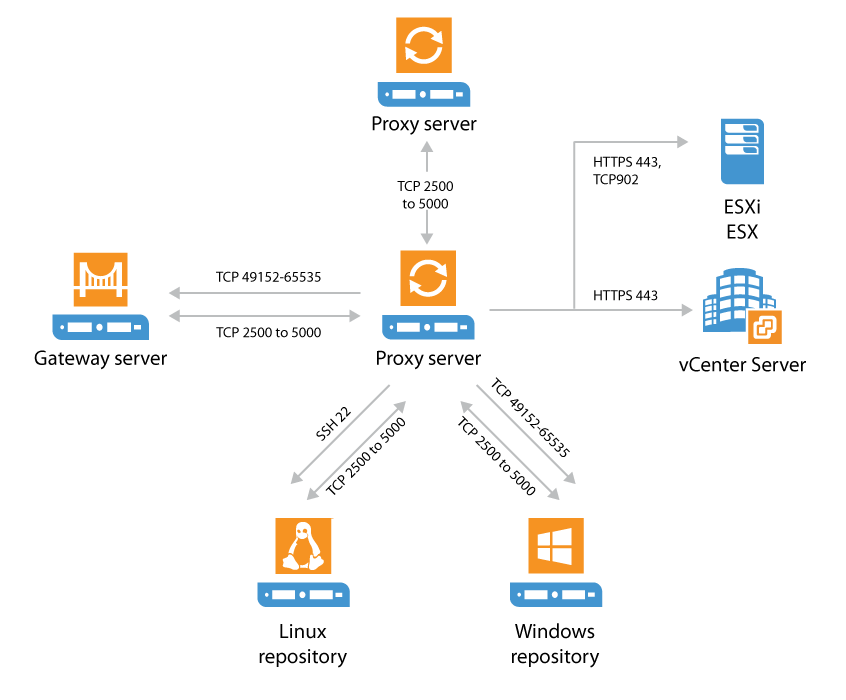 Proxy server
TCP 2500
to 5000
HTTPS 443,
TCP902
ESXi
ESX
TCP 49152-65535
HTTPS 443
TCP 2500 to 5000
Gateway server
Proxy server
vCenter Server
SSH 22
TCP 2500 to 5000
TCP 2500 to 5000
TCP 49152-65535
Linux
repository
Windows
repository